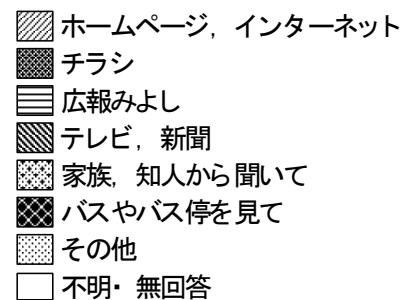 ホームページ，インターネット
チラシ
広報みよし
テレビ，新聞
家族，知人から聞いて
バスやバス停を見て
その他
不明・無回答